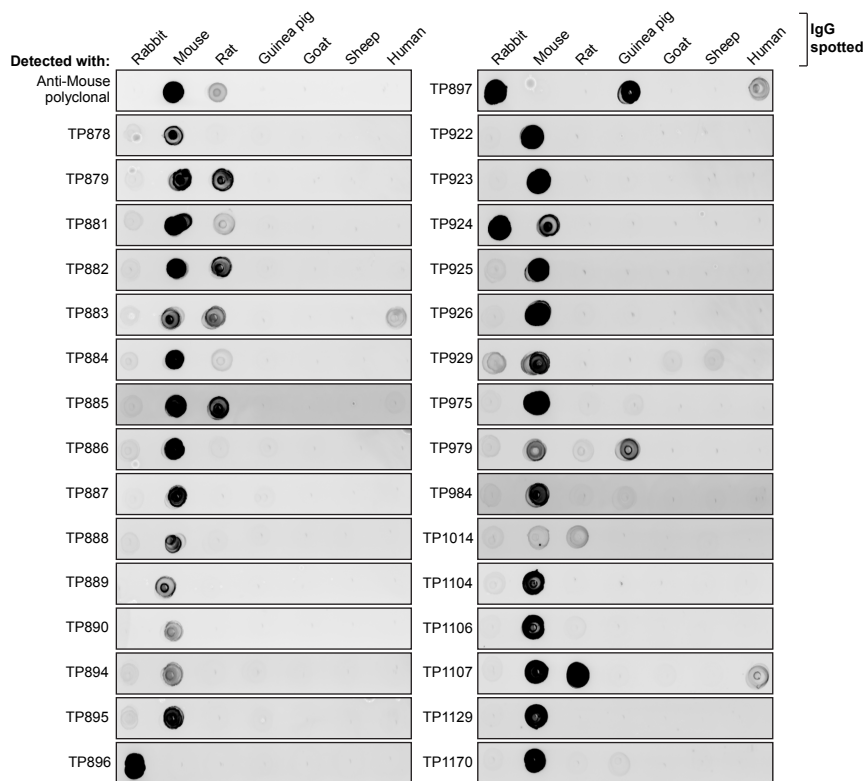 Detected with:
Rabbit
Mouse
Rat
Guinea pig
Goat
Sheep
Human
Anti-Mouse
polyclonal
TP878
TP879
TP881
TP882
TP883
TP884
TP885
TP886
TP887
TP888
TP889
TP890
TP894
TP895
TP896
Rabbit
Mouse
Rat
Guinea pig
Goat
Sheep
Human
IgG
spotted
TP897
TP922
TP923
TP924
TP925
TP926
TP929
TP975
TP979
TP984
TP1014
TP1104
TP1106
TP1107
TP1129
TP1170